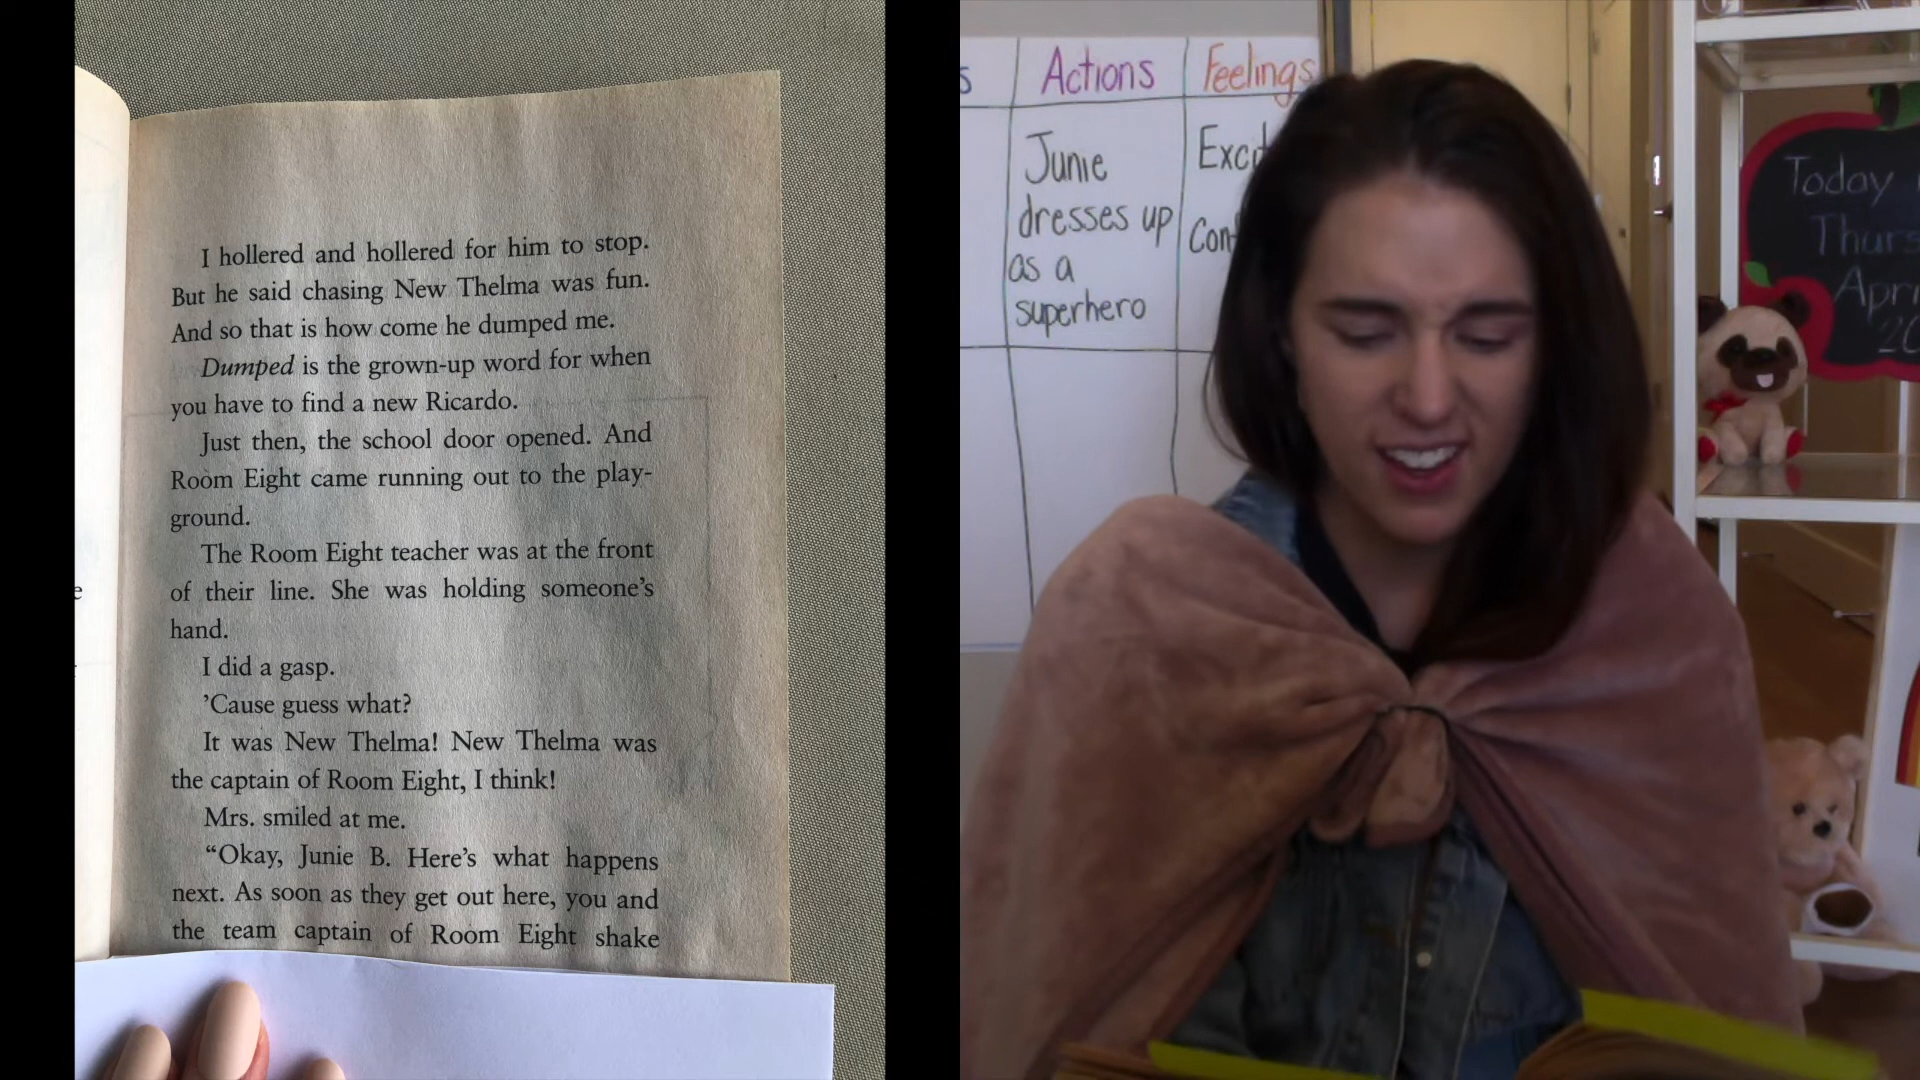 I hollered and hollered for him to stop.
But he said chasing New Thelma was fun.
And so that is how come he dumped me.
Dumped is the grown-up word for when
you have to find a new Ricardo.
Just then, the school door opened. And
Room Eight came running out to the play-
ground.
The Room Eight teacher was at the front
of their line. She was holding someone’s
hand.
I did a gasp.
’Cause guess what?
It was New Thelma! New Thelma was
the captain of Room Eight, I think!
Mrs. smiled at me.
“Okay, Junie B. Here’s what happens
next. As soon as they get out here, you and
the team captain of Room Eight shake
e
s
Actions
Feelings
Junie
dresses up
as a
superhero
Today